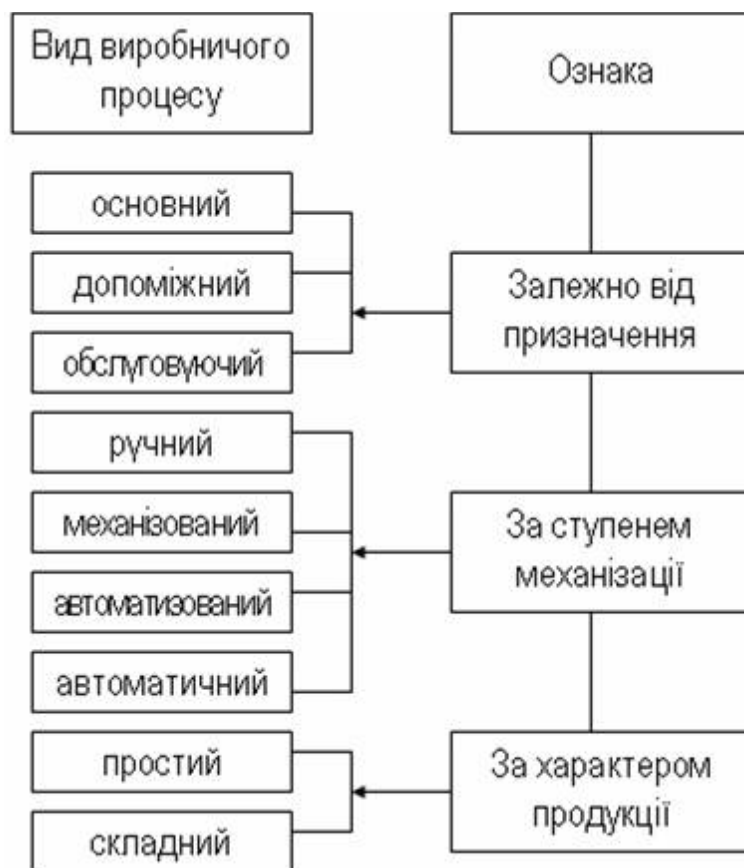 Вид виробничого
процесу
Ознака
основний
допоміжний
обслуговуючий
Залежно від
призначення
ручний
механізований
автоматизований
автоматичний
За ступенем
механізації
простий
складний
За характером
продукції